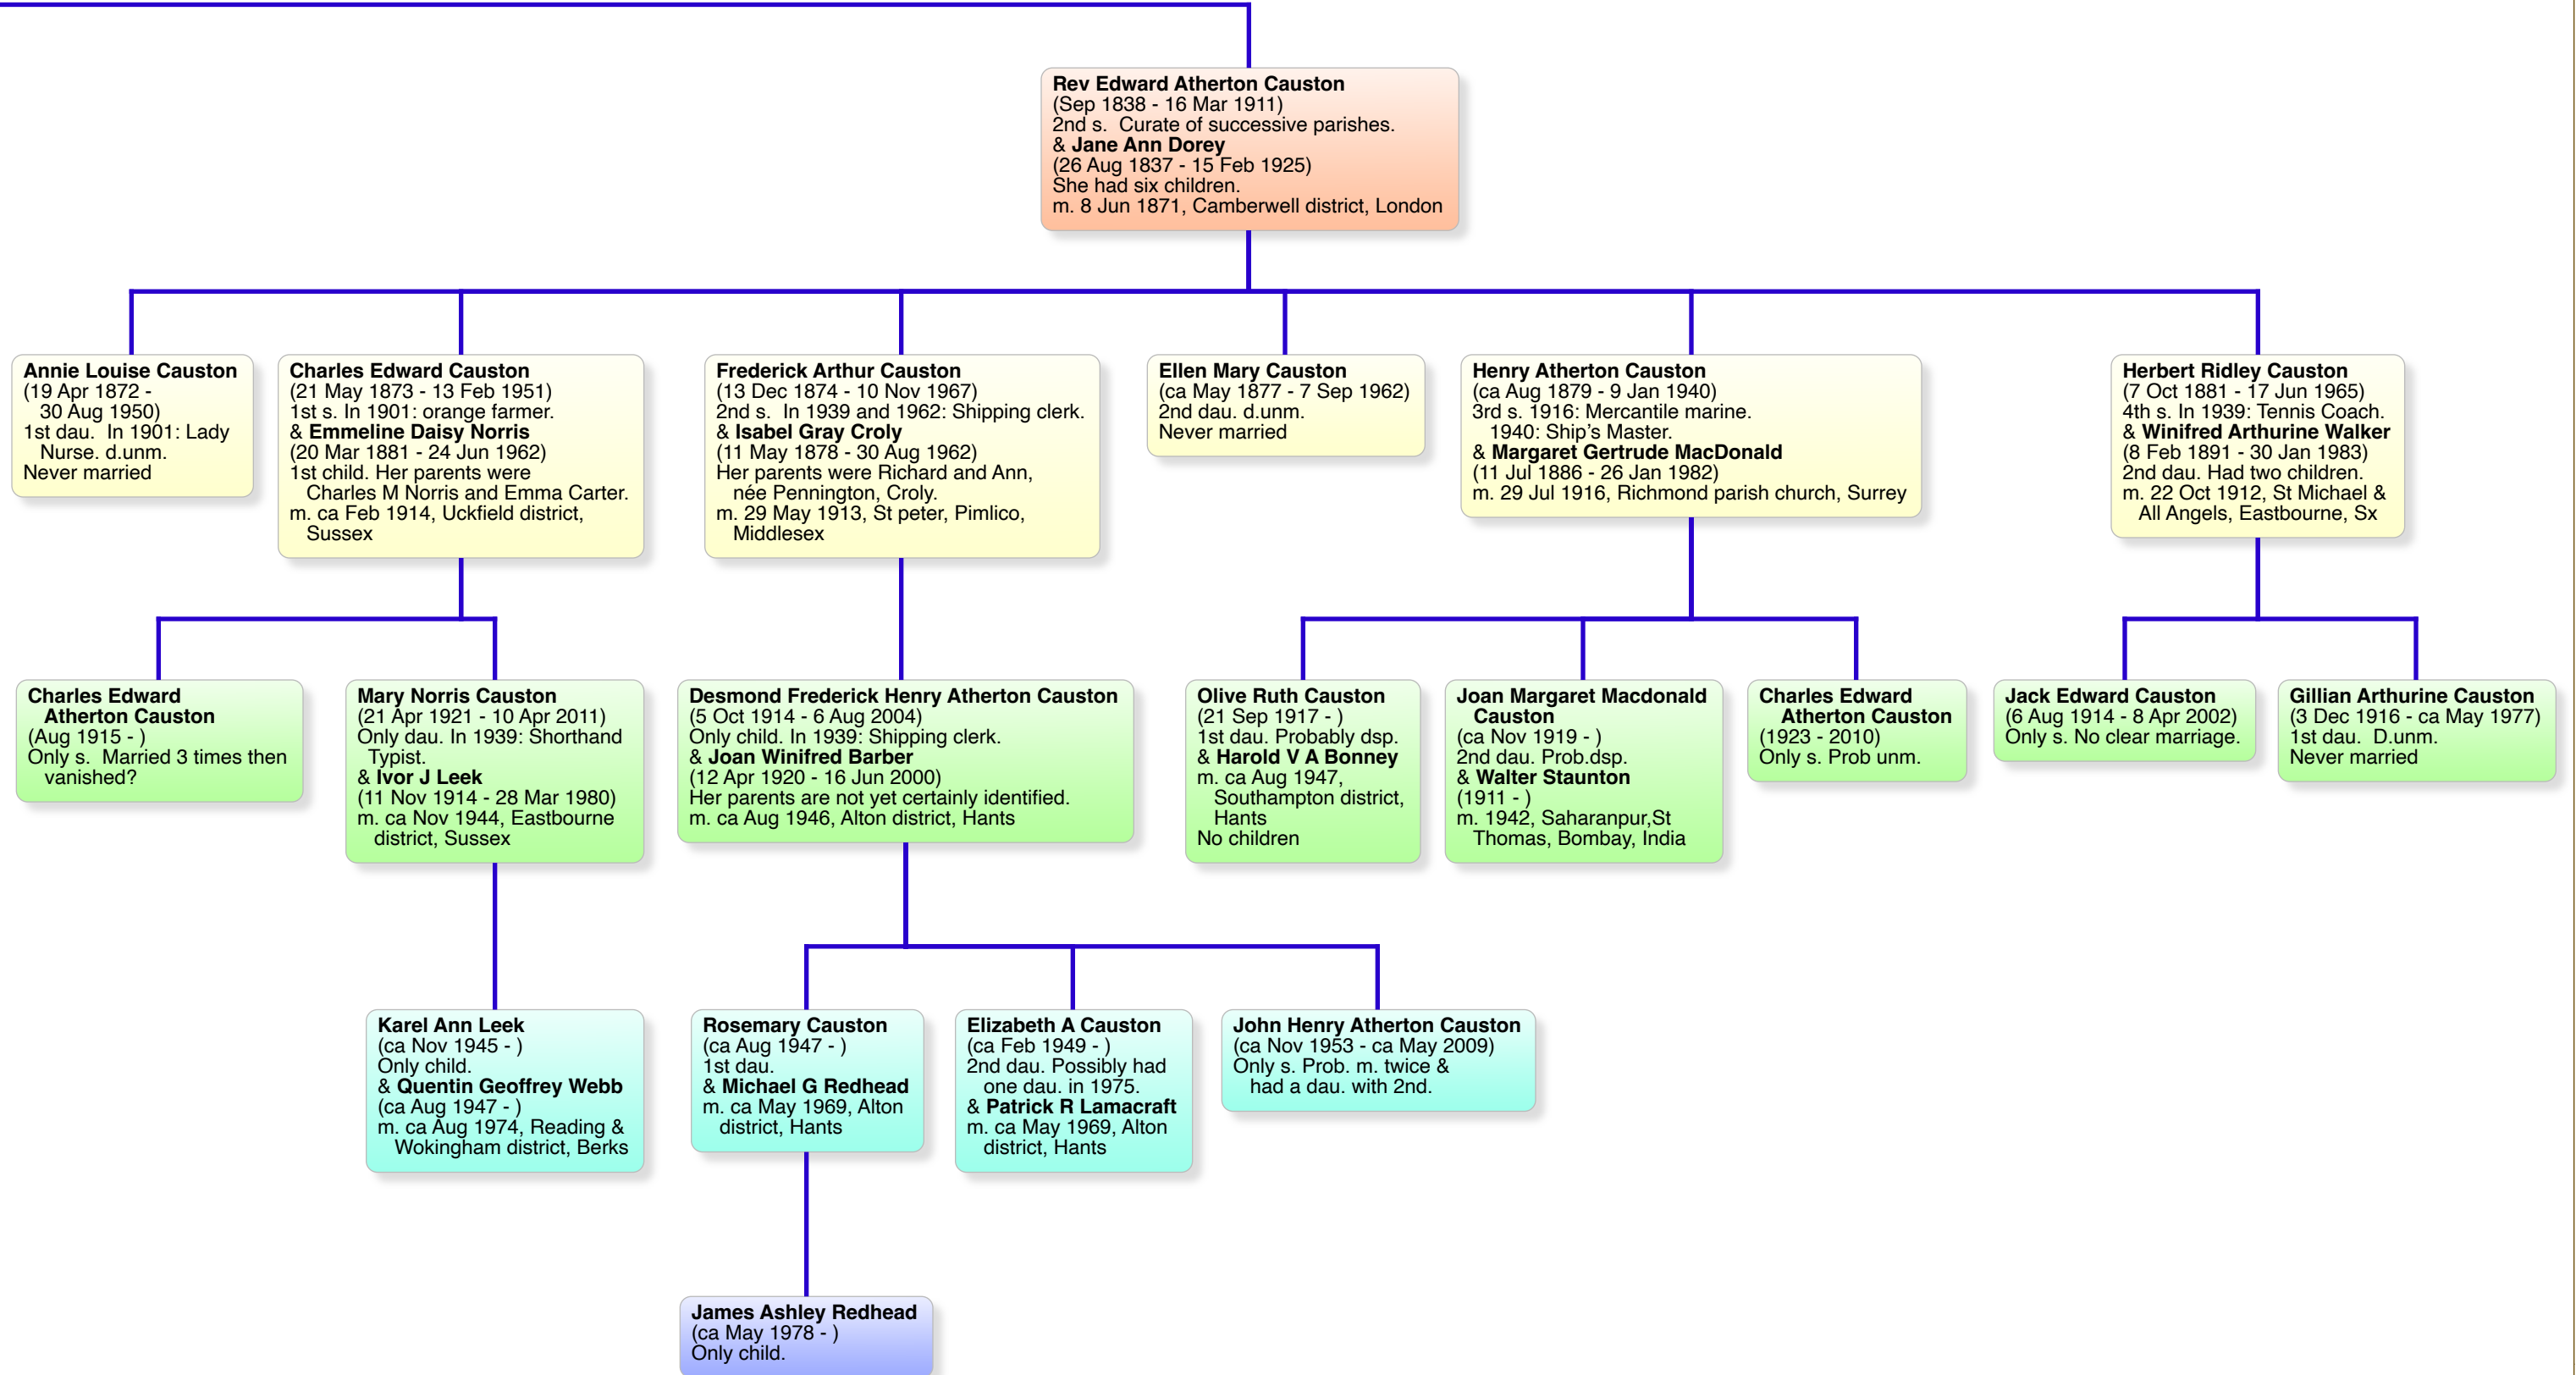 Rev Edward Atherton Causton
(Sep 1838 - 16 Mar 1911)
2nd s.  Curate of successive parishes.
& Jane Ann Dorey
(26 Aug 1837 - 15 Feb 1925)
She had six children.
m. 8 Jun 1871, Camberwell district, London
Annie Louise Causton
(19 Apr 1872 -
30 Aug 1950)
1st dau.  In 1901: Lady
Nurse. d.unm.
Never married
Charles Edward Causton
(21 May 1873 - 13 Feb 1951)
1st s. In 1901: orange farmer.
& Emmeline Daisy Norris
(20 Mar 1881 - 24 Jun 1962)
1st child. Her parents were
Charles M Norris and Emma Carter.
m. ca Feb 1914, Uckfield district,
Sussex
Frederick Arthur Causton
(13 Dec 1874 - 10 Nov 1967)
2nd s.  In 1939 and 1962: Shipping clerk.
& Isabel Gray Croly
(11 May 1878 - 30 Aug 1962)
Her parents were Richard and Ann,
née Pennington, Croly.
m. 29 May 1913, St peter, Pimlico,
Middlesex
Ellen Mary Causton
(ca May 1877 - 7 Sep 1962)
2nd dau. d.unm.
Never married
Henry Atherton Causton
(ca Aug 1879 - 9 Jan 1940)
3rd s. 1916: Mercantile marine.
1940: Ship's Master.
& Margaret Gertrude MacDonald
(11 Jul 1886 - 26 Jan 1982)
m. 29 Jul 1916, Richmond parish church, Surrey
Herbert Ridley Causton
(7 Oct 1881 - 17 Jun 1965)
4th s. In 1939: Tennis Coach.
& Winifred Arthurine Walker
(8 Feb 1891 - 30 Jan 1983)
2nd dau. Had two children.
m. 22 Oct 1912, St Michael &
All Angels, Eastbourne, Sx
Charles Edward
Atherton Causton
(Aug 1915 - )
Only s.  Married 3 times then
vanished?
Mary Norris Causton
(21 Apr 1921 - 10 Apr 2011)
Only dau. In 1939: Shorthand
Typist.
& Ivor J Leek
(11 Nov 1914 - 28 Mar 1980)
m. ca Nov 1944, Eastbourne
district, Sussex
Desmond Frederick Henry Atherton Causton
(5 Oct 1914 - 6 Aug 2004)
Only child. In 1939: Shipping clerk.
& Joan Winifred Barber
(12 Apr 1920 - 16 Jun 2000)
Her parents are not yet certainly identified.
m. ca Aug 1946, Alton district, Hants
Olive Ruth Causton
(21 Sep 1917 - )
1st dau. Probably dsp.
& Harold V A Bonney
m. ca Aug 1947,
Southampton district,
Hants
No children
Joan Margaret Macdonald
Causton
(ca Nov 1919 - )
2nd dau. Prob.dsp.
& Walter Staunton
(1911 - )
m. 1942, Saharanpur,St
Thomas, Bombay, India
Charles Edward
Atherton Causton
(1923 - 2010)
Only s. Prob unm.
Jack Edward Causton
(6 Aug 1914 - 8 Apr 2002)
Only s. No clear marriage.
Gillian Arthurine Causton
(3 Dec 1916 - ca May 1977)
1st dau.  D.unm.
Never married
Karel Ann Leek
(ca Nov 1945 - )
Only child.
& Quentin Geoffrey Webb
(ca Aug 1947 - )
m. ca Aug 1974, Reading &
Wokingham district, Berks
Rosemary Causton
(ca Aug 1947 - )
1st dau.
& Michael G Redhead
m. ca May 1969, Alton
district, Hants
Elizabeth A Causton
(ca Feb 1949 - )
2nd dau. Possibly had
one dau. in 1975.
& Patrick R Lamacraft
m. ca May 1969, Alton
district, Hants
John Henry Atherton Causton
(ca Nov 1953 - ca May 2009)
Only s. Prob. m. twice &
had a dau. with 2nd.
James Ashley Redhead
(ca May 1978 - )
Only child.